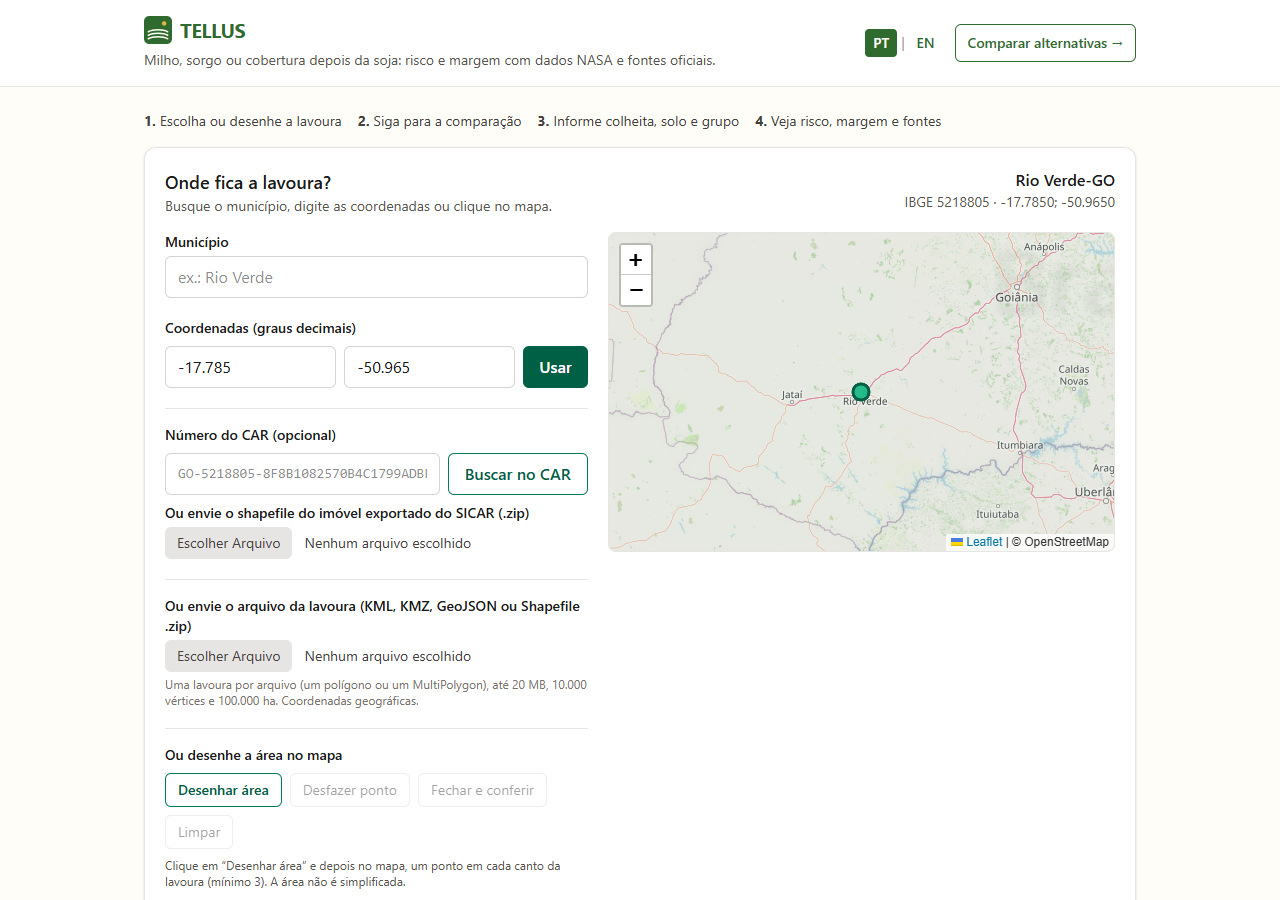 TELLUS
Milho, sorgo ou cobertura depois da soja: risco e margem com dados NASA e fontes oficiais.
PT | EN
Comparar alternativas →
1. Escolha ou desenhe a lavoura 2. Siga para a comparação 3. Informe colheita, solo e grupo 4. Veja risco, margem e fontes
Onde fica a lavoura?
Busque o município, digite as coordenadas ou clique no mapa.
Rio Verde-GO
IBGE 5218805 · -17.7850; -50.9650
Município
ex.: Rio Verde
Coordenadas (graus decimais)
-17.785
-50.965
Usar
Número do CAR (opcional)
GO-5218805-8F8B1082570B4C1799ADB
Buscar no CAR
Ou envie o shapefile do imóvel exportado do SICAR (.zip)
Escolher Arquivo
Nenhum arquivo escolhido
Ou envie o arquivo da lavoura (KML, KMZ, GeoJSON ou Shapefile
.zip)
Escolher Arquivo
Nenhum arquivo escolhido
Uma lavoura por arquivo (um polígono ou um MultiPolygon), até 20 MB, 10.000
vértices e 100.000 ha. Coordenadas geográficas.
Ou desenhe a área no mapa
Desenhar área
Desfazer ponto
Fechar e conferir
Limpar
Clique em “Desenhar área” e depois no mapa, um ponto em cada canto da
lavoura (mínimo 3). A área não é simplificada.
+
−
Anápolis
Goiânia
Caldas
Novas
Jataí
Rio Verde
Itumbiara
Arag
Uberlâ
Ituiutaba
Leaflet | © OpenStreetMap